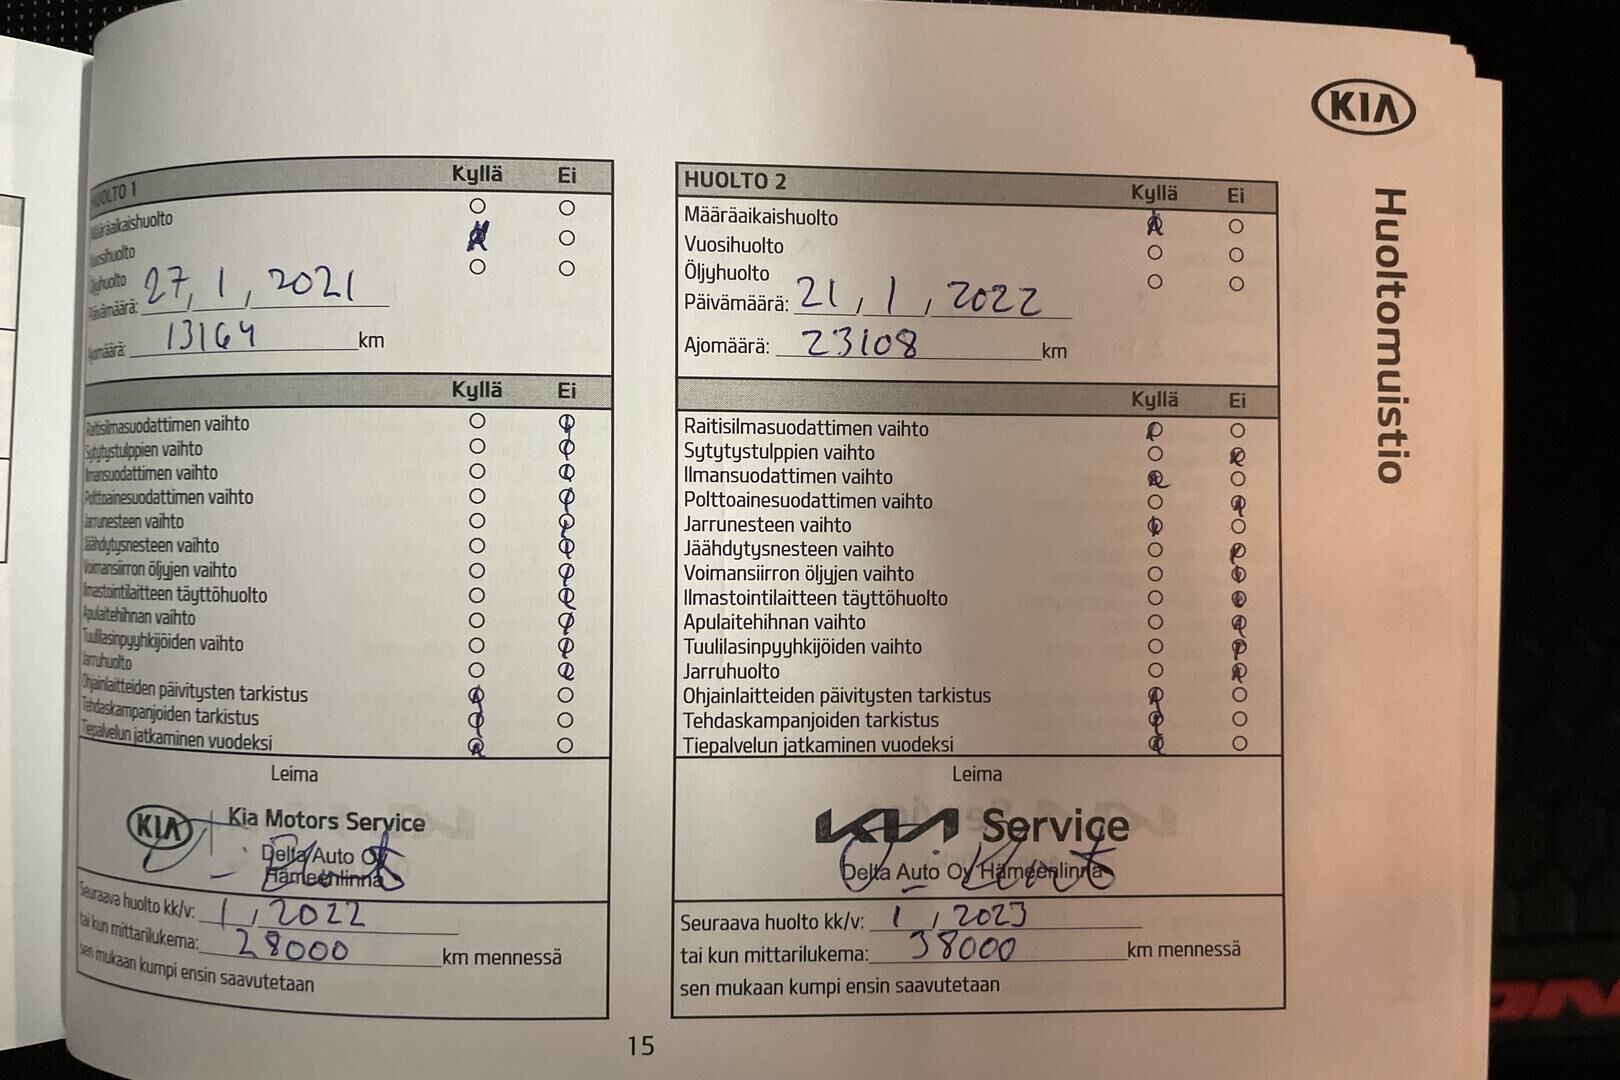 KIA
Huoltomuistio
HUOLTO 1 Kyllä Ei
Määräaikaishuolto
Vuosihuolto
Öljyhuolto
Päivämäärä: 27, 1, 2021
Ajomäärä: 13164 km
Kyllä Ei
Raitisilmasuodattimen vaihto
Sytytystulppien vaihto
Ilmansuodattimen vaihto
Polttoainesuodattimen vaihto
Jarrunesteen vaihto
Jäähdytysnesteen vaihto
Voimansiirron öljyjen vaihto
Ilmastointilaitteen täyttöhuolto
Apulaitehihnan vaihto
Tuulilasinpyyhkijöiden vaihto
Jarruhuolto
Ohjainlaitteiden päivitysten tarkistus
Tehdaskampanjoiden tarkistus
Tiepalvelun jatkaminen vuodeksi
Leima
KIA Kia Motors Service
Delta Auto Oy
Hämeenlinna
Seuraava huolto kk/v: 1, 2022
tai kun mittarilukema: 28000 km mennessä
sen mukaan kumpi ensin saavutetaan
HUOLTO 2 Kyllä Ei
Määräaikaishuolto
Vuosihuolto
Öljyhuolto
Päivämäärä: 21, 1, 2022
Ajomäärä: 23108 km
Kyllä Ei
Raitisilmasuodattimen vaihto
Sytytystulppien vaihto
Ilmansuodattimen vaihto
Polttoainesuodattimen vaihto
Jarrunesteen vaihto
Jäähdytysnesteen vaihto
Voimansiirron öljyjen vaihto
Ilmastointilaitteen täyttöhuolto
Apulaitehihnan vaihto
Tuulilasinpyyhkijöiden vaihto
Jarruhuolto
Ohjainlaitteiden päivitysten tarkistus
Tehdaskampanjoiden tarkistus
Tiepalvelun jatkaminen vuodeksi
Leima
KIA Service
Delta Auto Oy Hämeenlinna
Seuraava huolto kk/v: 1, 2023
tai kun mittarilukema: 38000 km mennessä
sen mukaan kumpi ensin saavutetaan
15